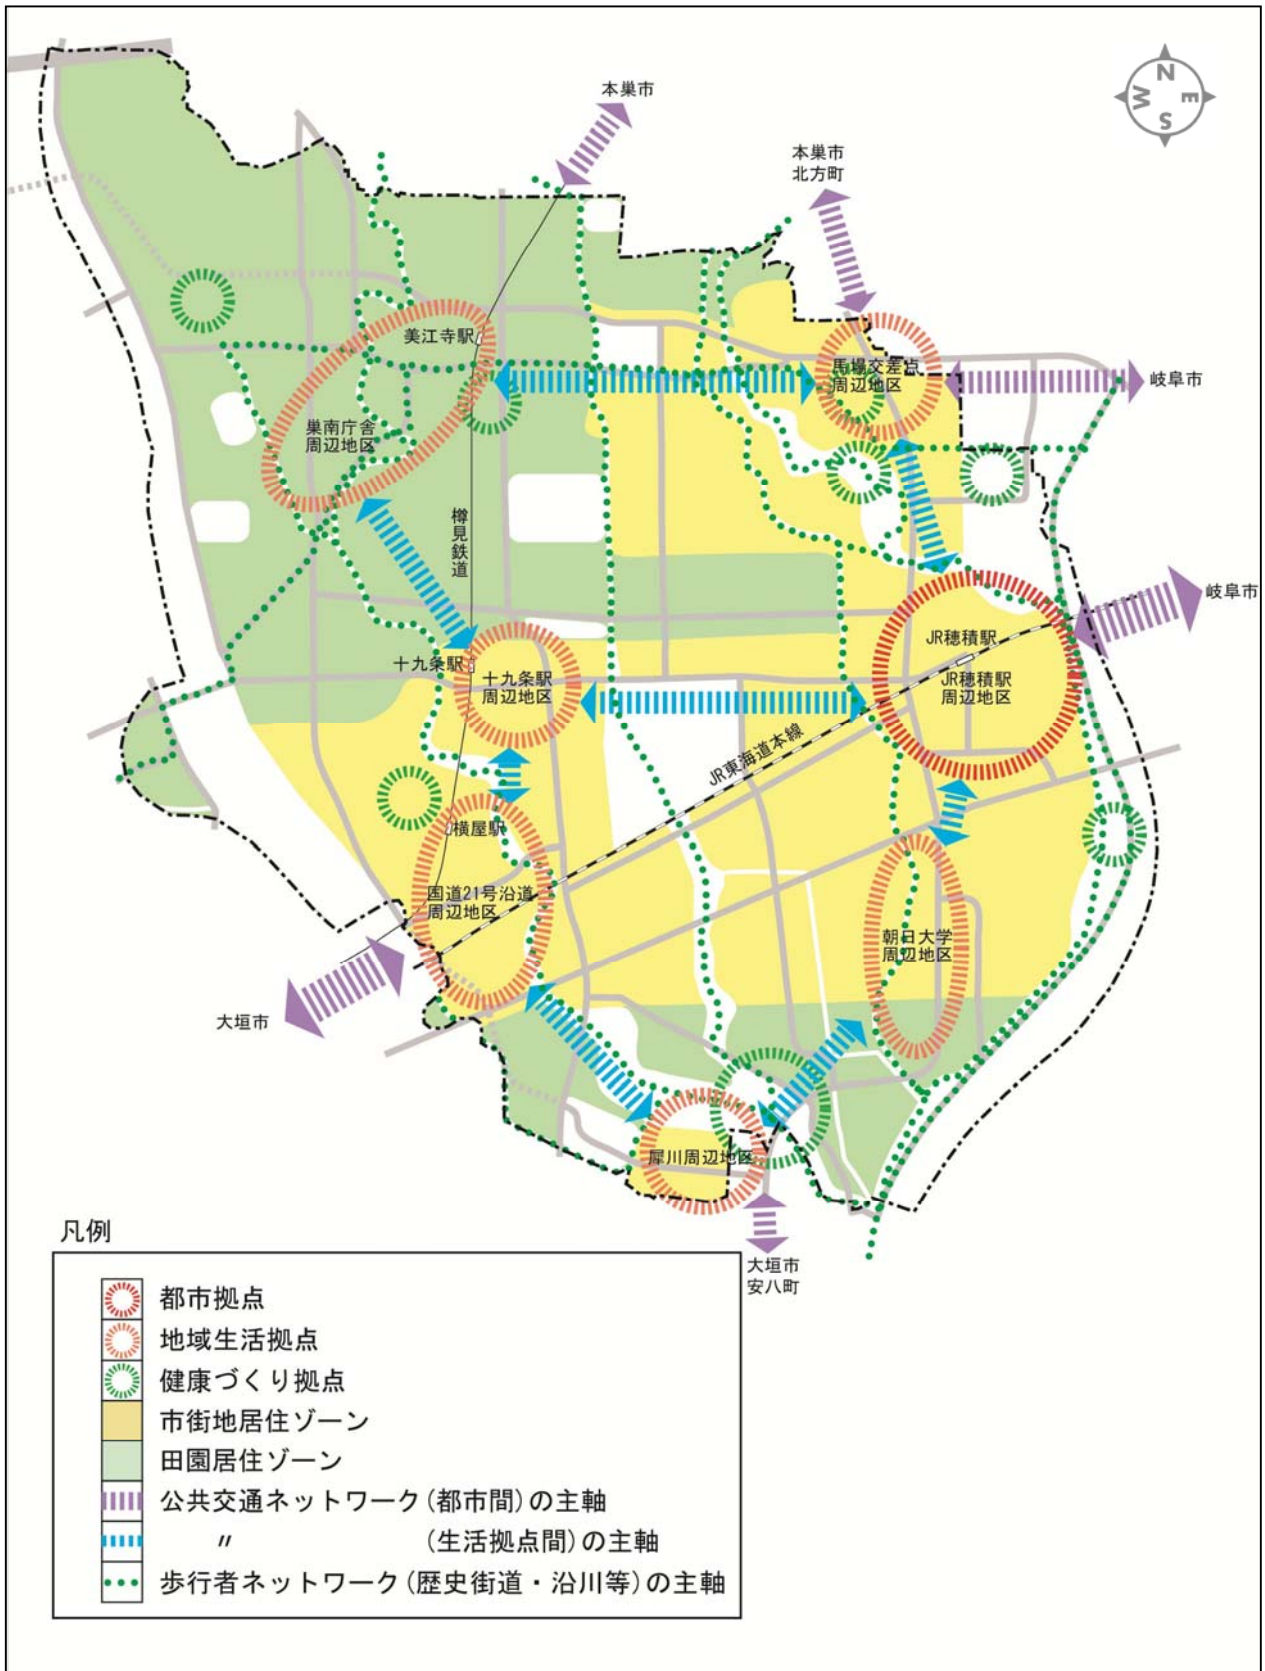 本巣市
N
W
E
S
本巣市
北方町
美江寺駅
馬場交差点
周辺地区
岐阜市
巣南庁舎
周辺地区
樽見鉄道
岐阜市
JR穂積駅
十九条駅
十九条駅
周辺地区
JR穂積駅
周辺地区
JR東海道本線
横屋駅
国道21号沿道
周辺地区
朝日大学
周辺地区
大垣市
犀川周辺地区
大垣市
安八町
凡例
都市拠点
地域生活拠点
健康づくり拠点
市街地居住ゾーン
田園居住ゾーン
公共交通ネットワーク(都市間)の主軸
〃 (生活拠点間)の主軸
歩行者ネットワーク(歴史街道・沿川等)の主軸